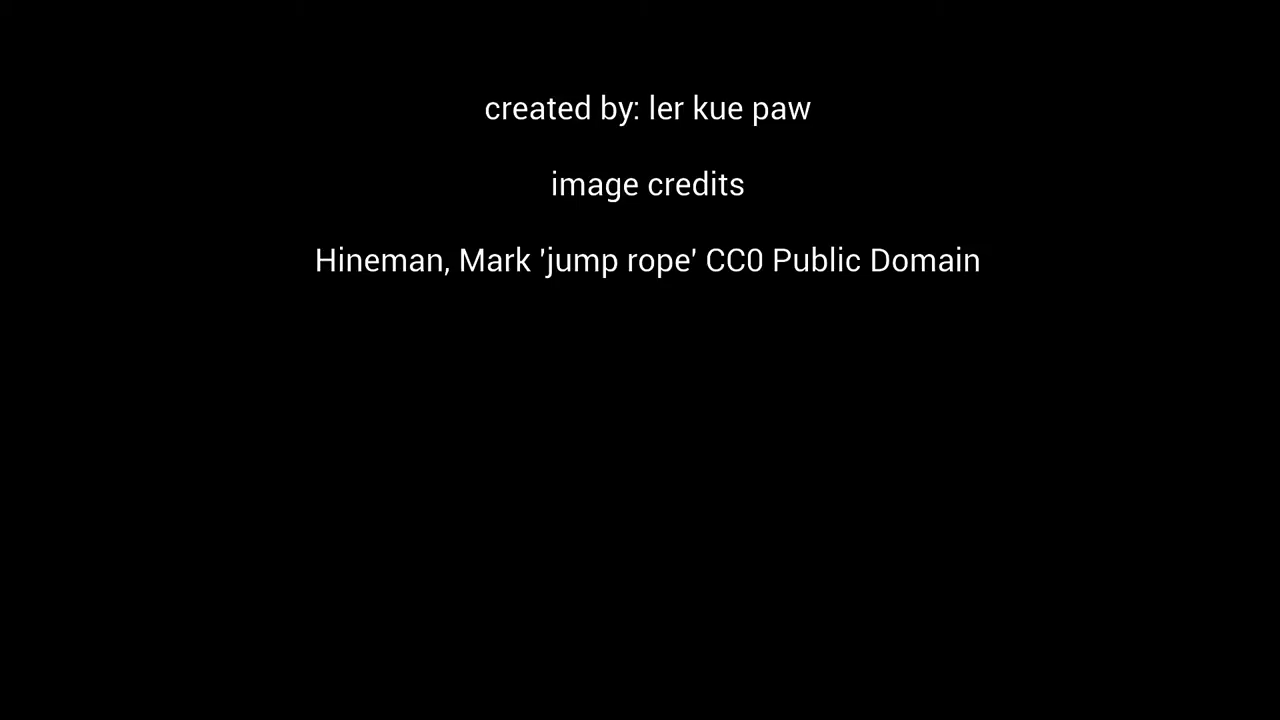 created by: ler kue paw
image credits
Hineman, Mark 'jump rope' CC0 Public Domain